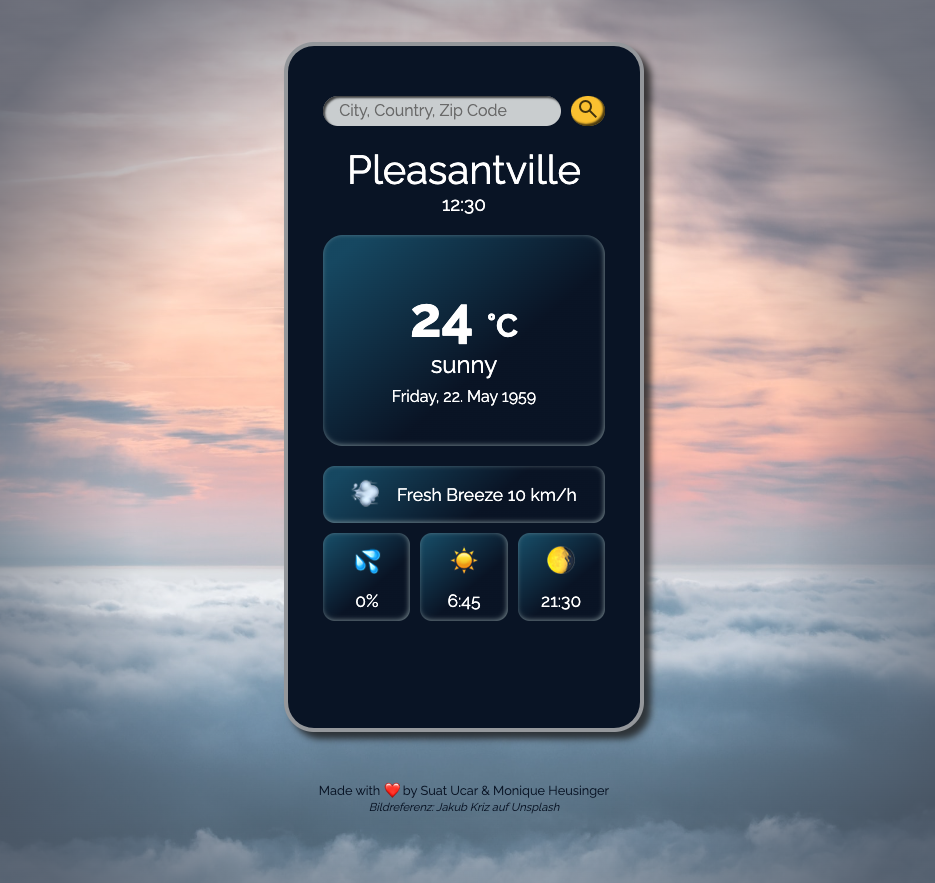 City, Country, Zip Code
Pleasantville
12:30
24 °C
sunny
Friday, 22. May 1959
Fresh Breeze 10 km/h
0%
6:45
21:30
Made with ❤️ by Suat Ucar & Monique Heusinger
Bildreferenz: Jakub Kriz auf Unsplash